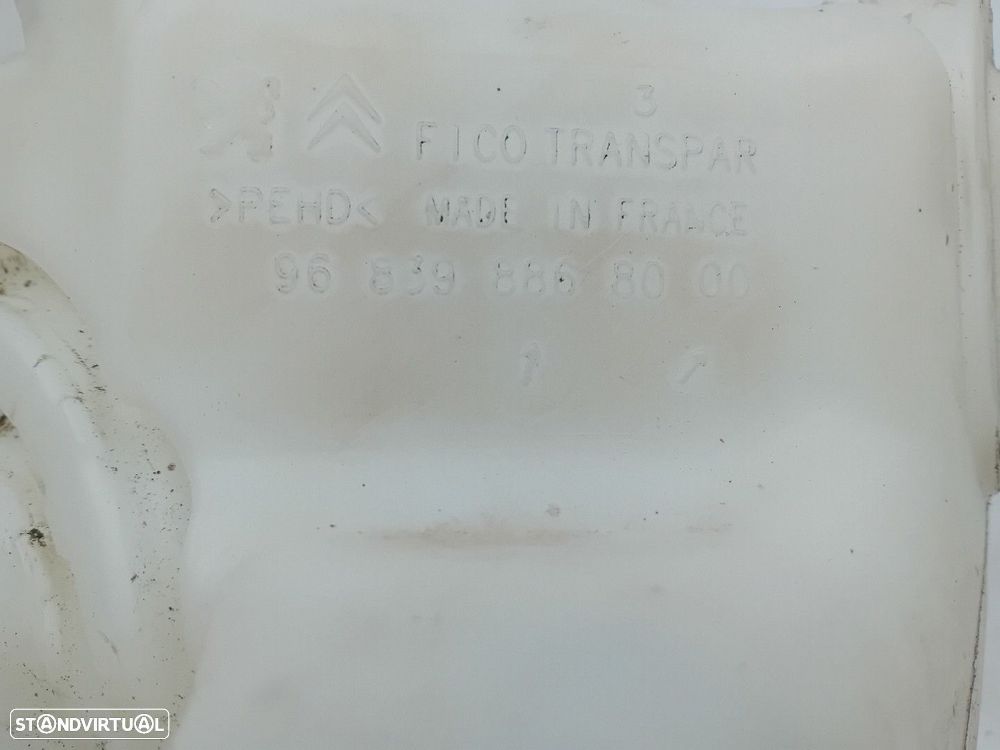 3
FICO TRANSPAR
>PEHD< MADE IN FRANCE
96 839 886 80 00
STANDVIRTUAL